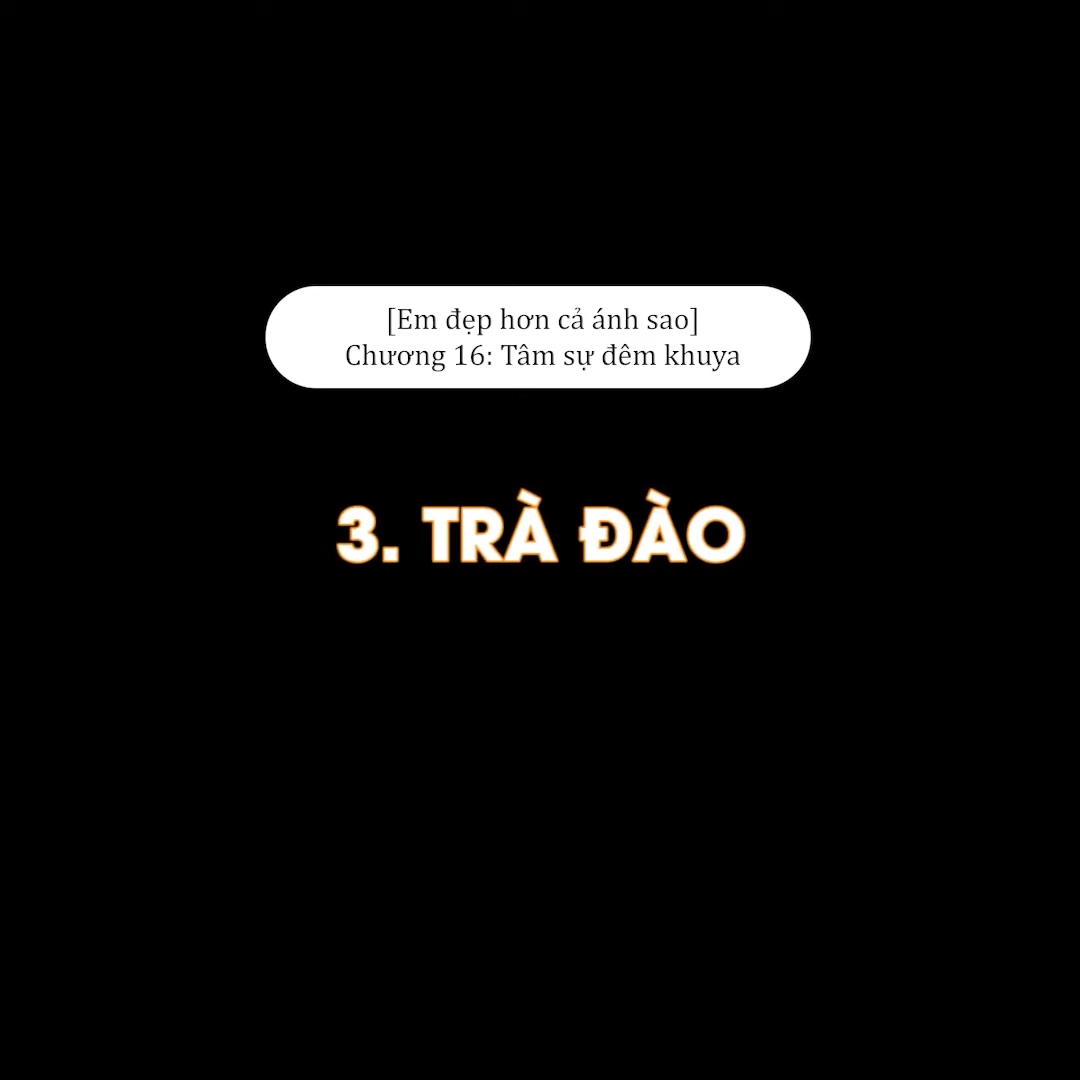 [Em đẹp hơn cả ánh sao]
Chương 16: Tâm sự đêm khuya
3. TRÀ ĐÀO